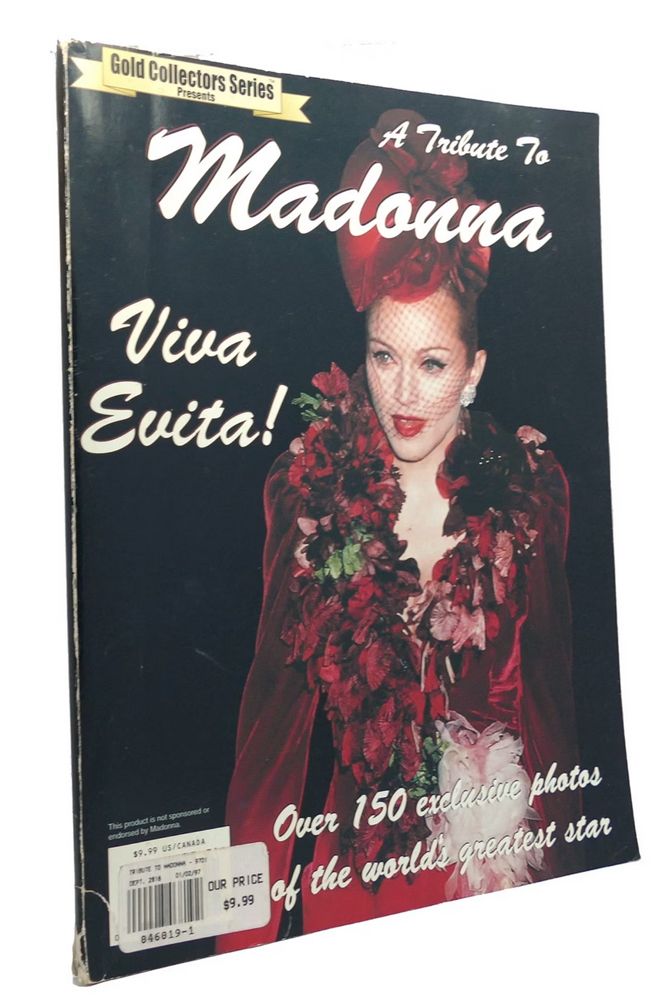 Gold Collectors Series™
Presents
A Tribute To
Madonna
Viva
Evita!
Over 150 exclusive photos
of the world's greatest star
This product is not sponsored or
endorsed by Madonna.
$9.99 US/CANADA
TRIBUTE TO MADONNA - 9701
DEPT. 2816 01/02/97
OUR PRICE
$9.99
846819-1